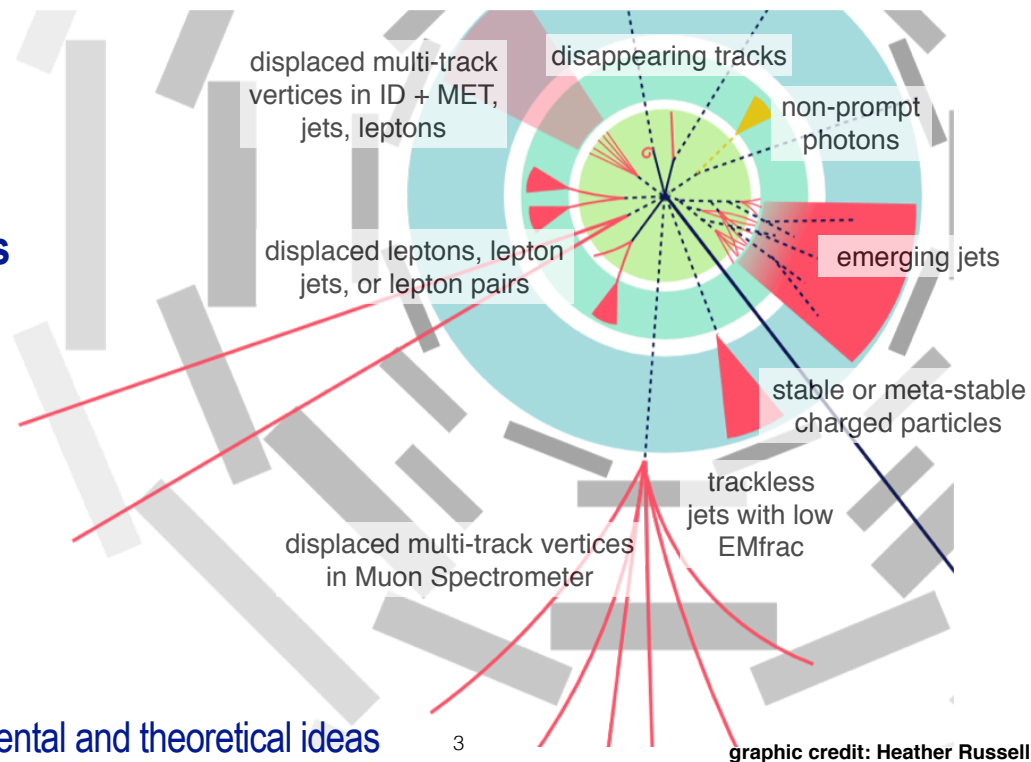 displaced multi-track
vertices in ID + MET,
jets, leptons
disappearing tracks
non-prompt
photons
s
displaced leptons, lepton
jets, or lepton pairs
emerging jets
stable or meta-stable
charged particles
trackless
jets with low
EMfrac
displaced multi-track vertices
in Muon Spectrometer
ental and theoretical ideas
3
graphic credit: Heather Russell